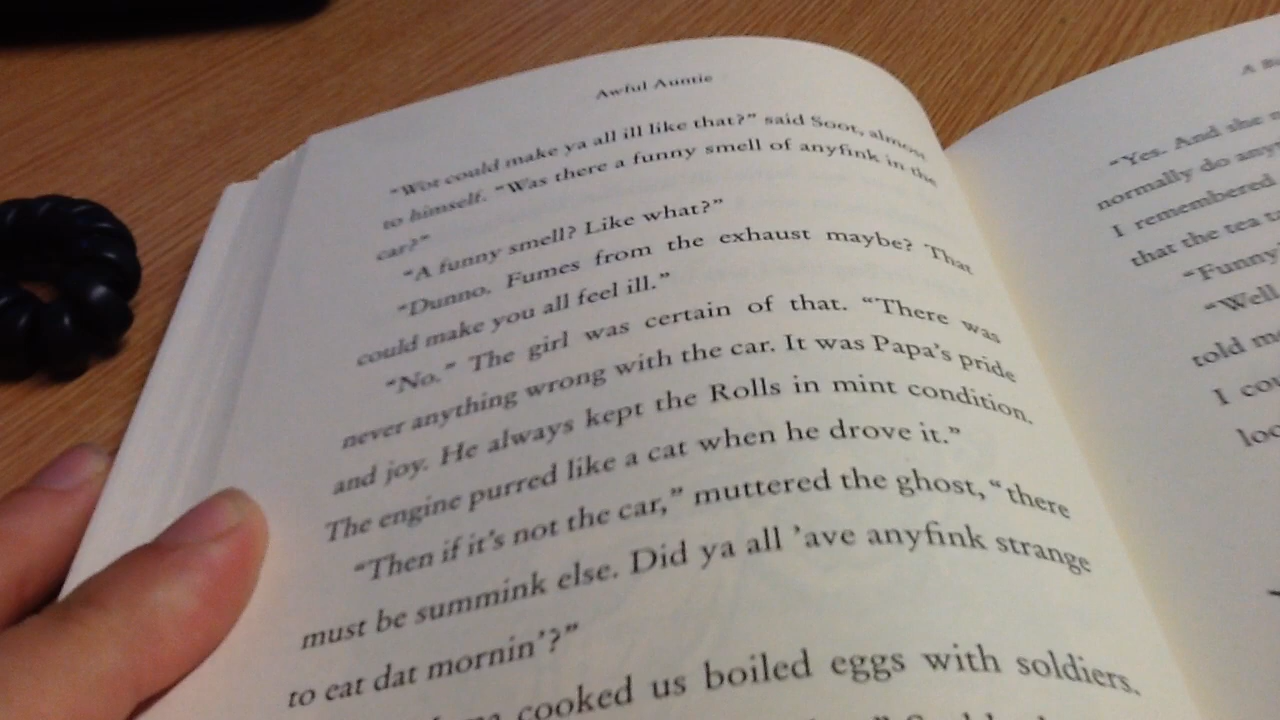 Awful Auntie
“Wot could make ya all ill like that?” said Soot, almost
to himself. “Was there a funny smell of anyfink in the
car?”
“A funny smell? Like what?”
“Dunno. Fumes from the exhaust maybe? That
could make you all feel ill.”
“No.” The girl was certain of that. “There was
never anything wrong with the car. It was Papa’s pride
and joy. He always kept the Rolls in mint condition.
The engine purred like a cat when he drove it.”
“Then if it’s not the car,” muttered the ghost, “there
must be summink else. Did ya all ’ave anyfink strange
to eat dat mornin’?”
cooked us boiled eggs with soldiers.
A
“Yes. And she
normally do
I remembered
that the tea
“Funny
“Well
told
I